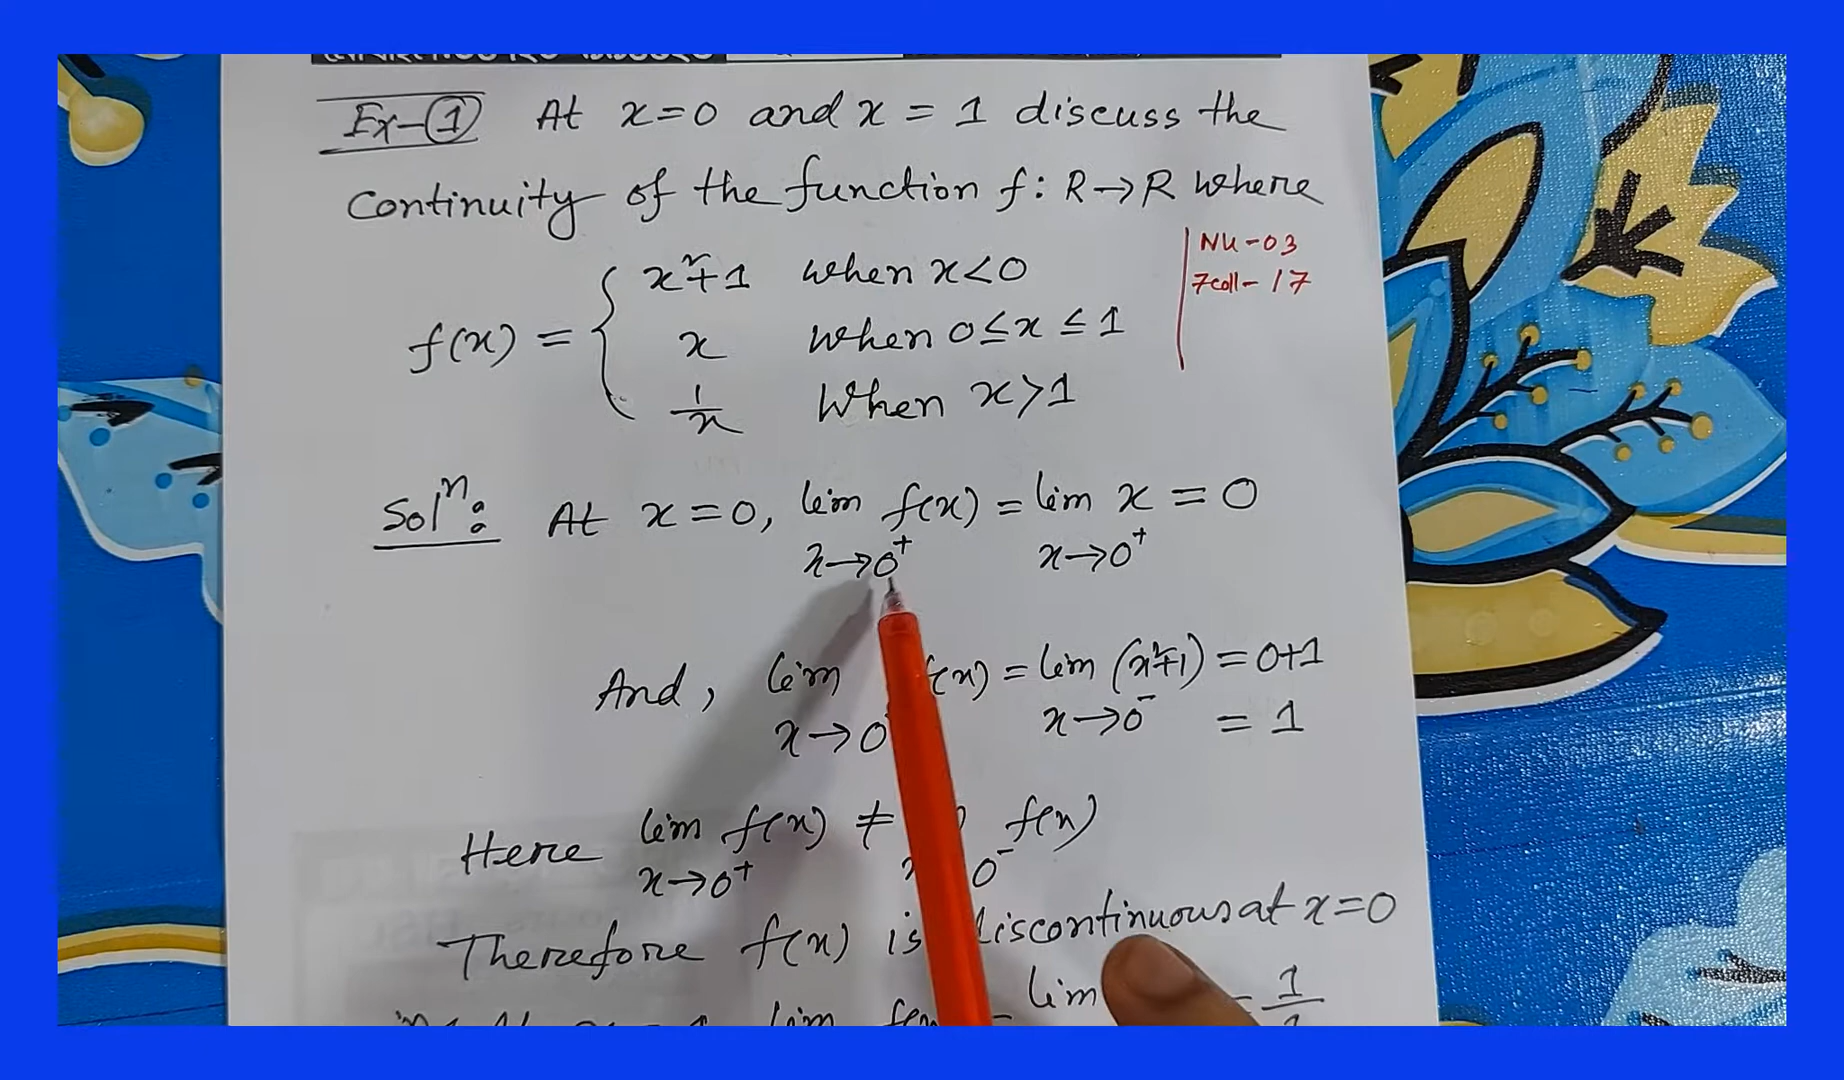 Ex-① At x=0 and x = 1 discuss the
continuity of the function f: R→R where
NU-03
7coll-17
f(x) = { x²+1 when x<0
x when 0≤x≤1
1/x When x>1
Solⁿ: At x=0, lim f(x) = lim x = 0
x→0⁺ x→0⁺
And, lim f(x) = lim (x²+1) = 0+1
x→0 x→0⁻ = 1
Here lim f(x) ≠ f(x)
x→0⁺ 0⁻
Therefore f(x) is discontinuous at x=0
lim